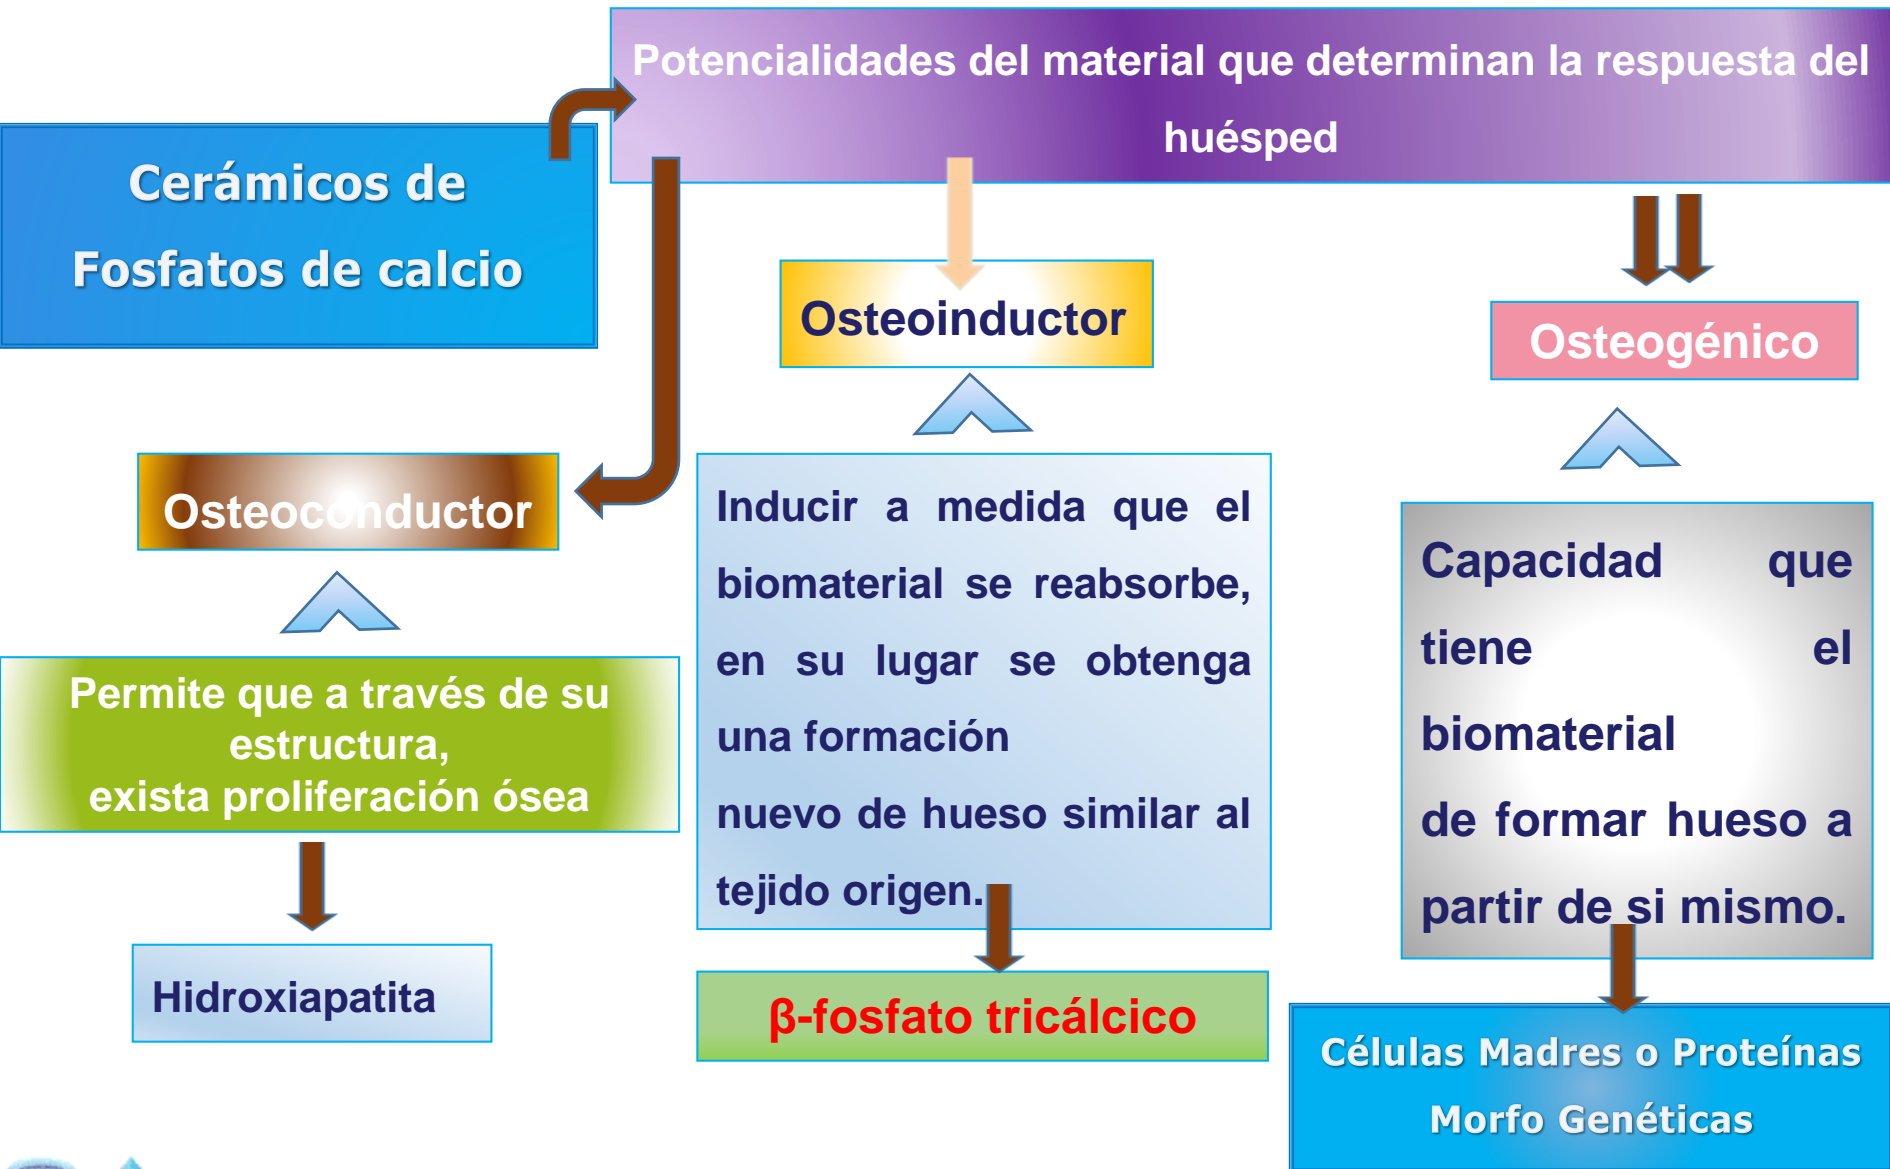 Potencialidades del material que determinan la respuesta del
huésped
Cerámicos de
Fosfatos de calcio
Osteoinductor
Osteogénico
Osteoconductor
Inducir a medida que el
biomaterial se reabsorbe,
en su lugar se obtenga
una formación
nuevo de hueso similar al
tejido origen.
Capacidad que
tiene el
biomaterial
de formar hueso a
partir de si mismo.
Permite que a través de su
estructura,
exista proliferación ósea
Hidroxiapatita
β-fosfato tricálcico
Células Madres o Proteínas
Morfo Genéticas